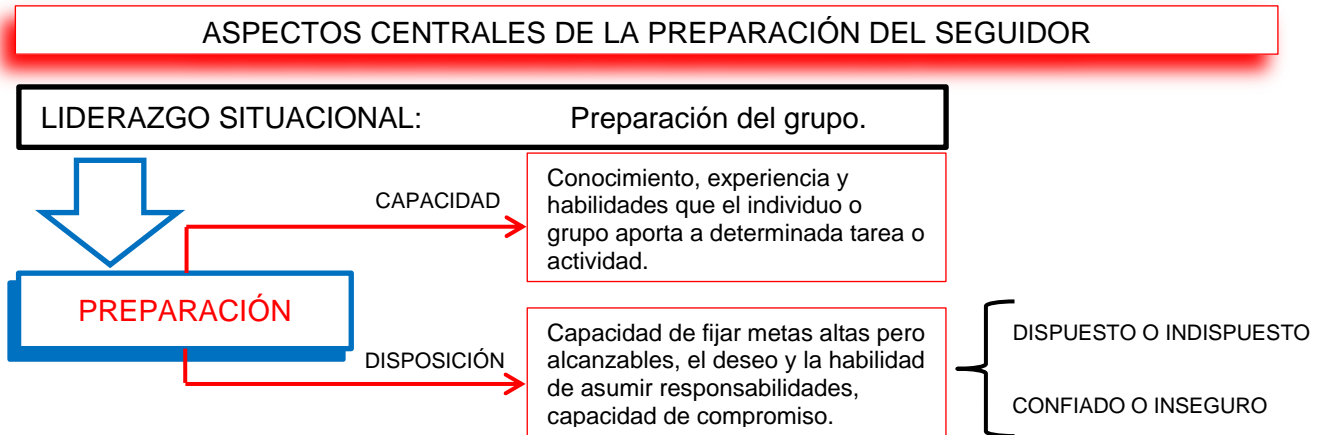 ASPECTOS CENTRALES DE LA PREPARACIÓN DEL SEGUIDOR
LIDERAZGO SITUACIONAL: Preparación del grupo.
CAPACIDAD
Conocimiento, experiencia y
habilidades que el individuo o
grupo aporta a determinada tarea o
actividad.
PREPARACIÓN
DISPOSICIÓN
Capacidad de fijar metas altas pero
alcanzables, el deseo y la habilidad
de asumir responsabilidades,
capacidad de compromiso.
DISPUESTO O INDISPUESTO
CONFIADO O INSEGURO